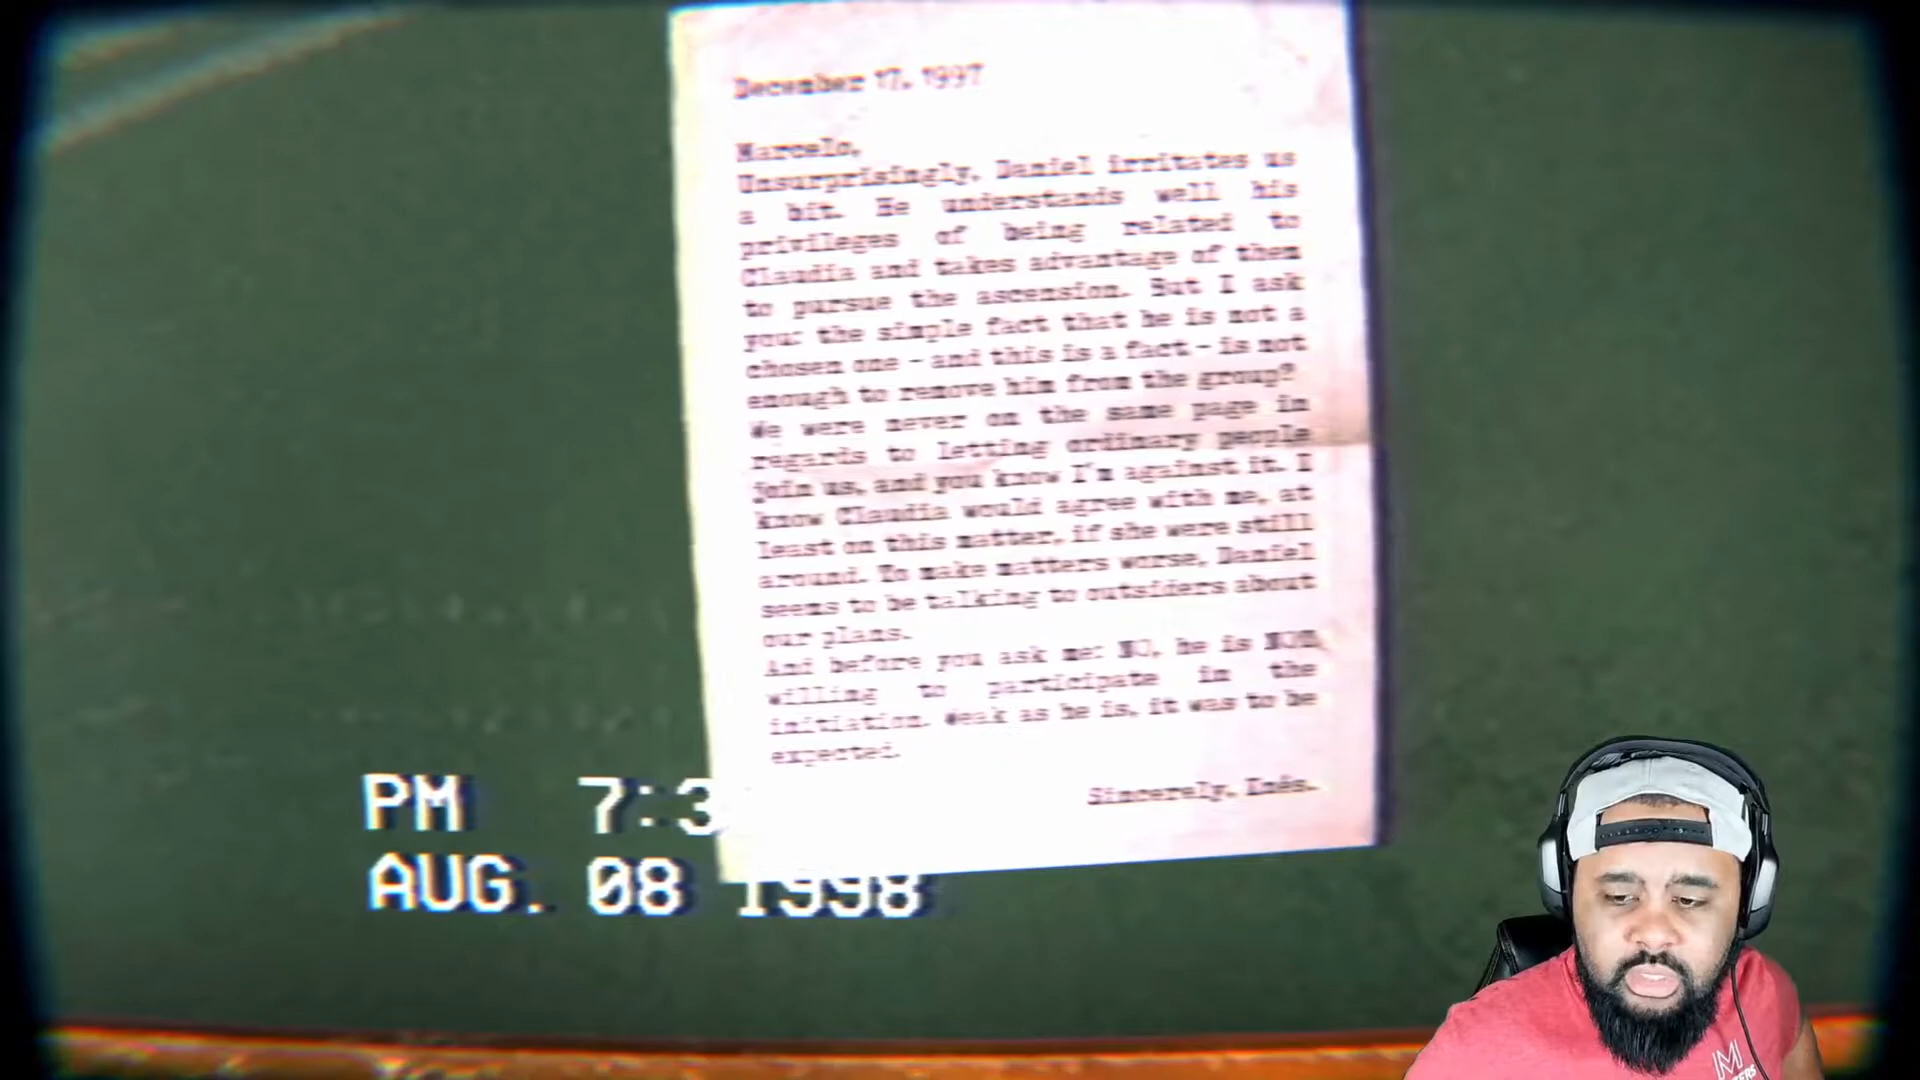 December 17, 1997
Marcelo,
Unsurprisingly, Daniel irritates us
a bit. He understands well his
privileges of being related to
Claudia and takes advantage of them
to pursue the ascension. But I ask
you: the simple fact that he is not a
chosen one - and this is a fact - is not
enough to remove him from the group?
We were never on the same page in
regards to letting ordinary people
join us, and you know I'm against it. I
know Claudia would agree with me, at
least on this matter, if she were still
around. To make matters worse, Daniel
seems to be talking to outsiders about
our plans.
And before you ask me: NO, he is NOT
willing to participate in the
initiation. Weak as he is, it was to be
expected.
Sincerely, Inés.
PM 7:3
AUG. 08 1998
M